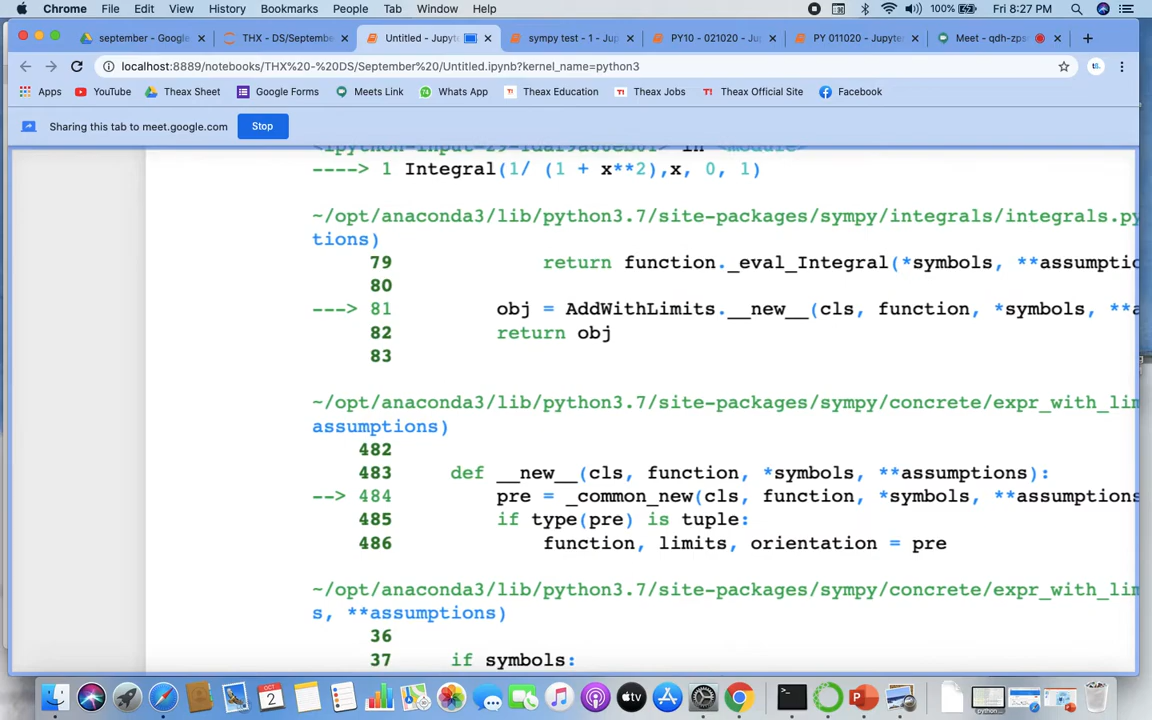 Chrome File Edit View History Bookmarks People Tab Window Help 100% Fri 8:27 PM
september - Google THX - DS/Septembe Untitled - Jupyte sympy test - 1 - Jup PY10 - 021020 - Jup PY 011020 - Jupyte Meet - qdh-zps
localhost:8889/notebooks/THX%20-%20DS/September%20/Untitled.ipynb?kernel_name=python3
Apps YouTube Theax Sheet Google Forms Meets Link Whats App Theax Education Theax Jobs Theax Official Site Facebook
Sharing this tab to meet.google.com Stop
in <module>
----> 1 Integral(1/ (1 + x**2),x, 0, 1)
~/opt/anaconda3/lib/python3.7/site-packages/sympy/integrals/integrals.py
tions)
79 return function._eval_Integral(*symbols, **assumptio
80
---> 81 obj = AddWithLimits.__new__(cls, function, *symbols, **a
82 return obj
83
~/opt/anaconda3/lib/python3.7/site-packages/sympy/concrete/expr_with_lim
assumptions)
482
483 def __new__(cls, function, *symbols, **assumptions):
--> 484 pre = _common_new(cls, function, *symbols, **assumptions
485 if type(pre) is tuple:
486 function, limits, orientation = pre
~/opt/anaconda3/lib/python3.7/site-packages/sympy/concrete/expr_with_lim
s, **assumptions)
36
37 if symbols: